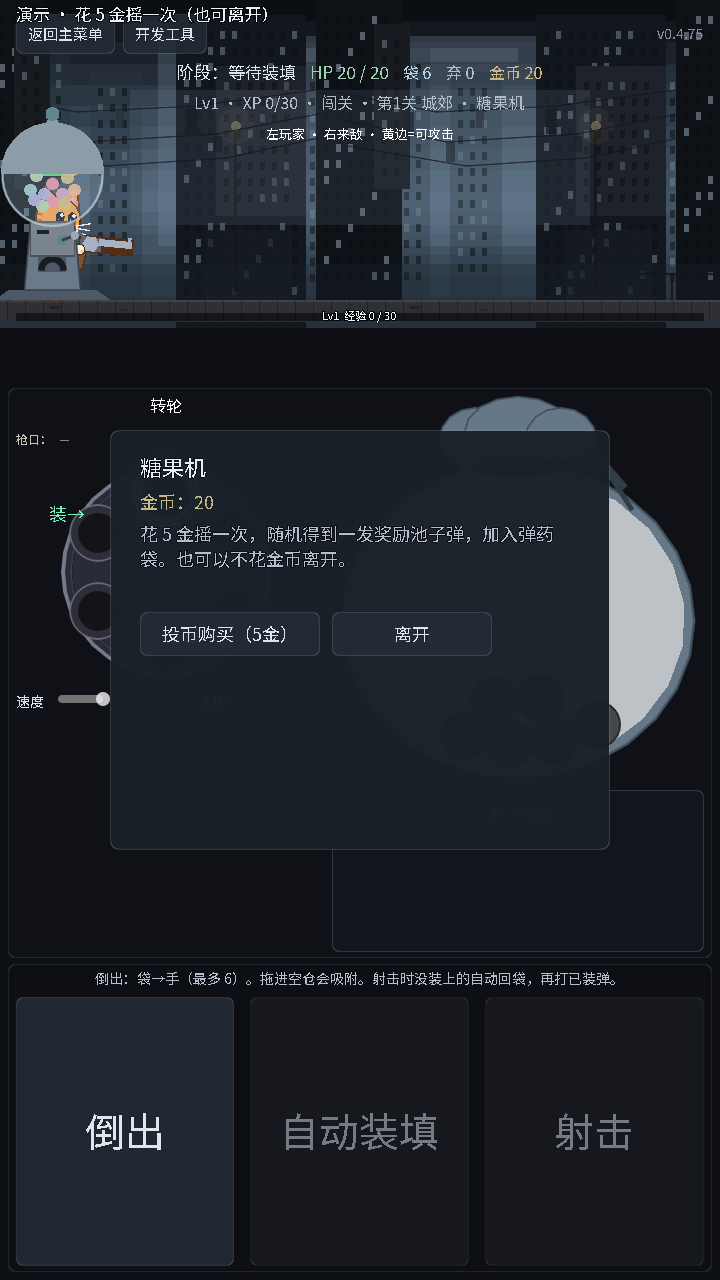 演示 · 花 5 金摇一次（也可离开）
返回主菜单 开发工具
v0.4.75
阶段：等待装填 HP 20 / 20 袋 6 弃 0 金币 20
Lv1 · XP 0/30 · 闯关 · 第1关 城郊 · 糖果机
左玩家 · 右来敌 · 黄边=可攻击
Lv1 经验 0 / 30
转轮
枪口： —
装→
糖果机
金币：20
花 5 金摇一次，随机得到一发奖励池子弹，加入弹药
袋。也可以不花金币离开。
投币购买（5金） 离开
速度
倒出：袋→手（最多 6）。拖进空仓会吸附。射击时没装上的自动回袋，再打已装弹。
倒出 自动装填 射击